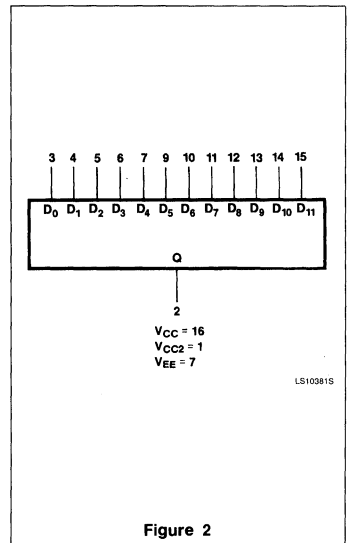 3 4 5 6 7 9 10 11 12 13 14 15
D0 D1 D2 D3 D4 D5 D6 D7 D8 D9 D10 D11
Q
2
VCC = 16
VCC2 = 1
VEE = 7
LS10381S
Figure 2